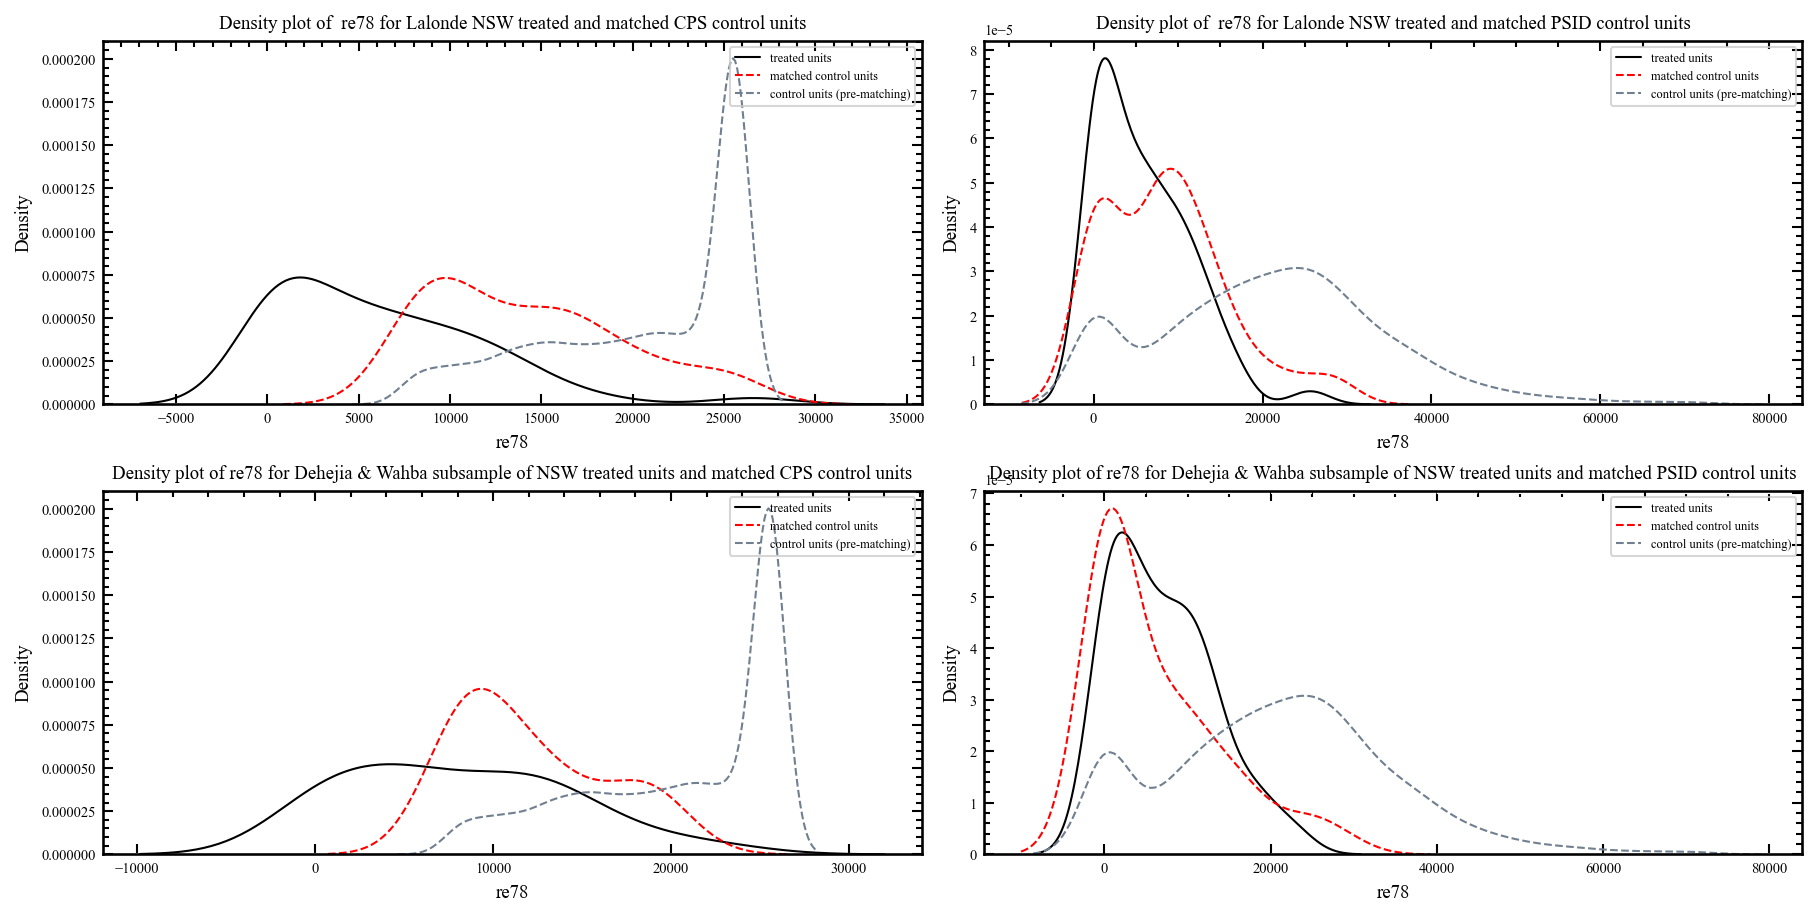 Density plot of  re78 for Lalonde NSW treated and matched CPS control units
treated units
matched control units
control units (pre-matching)
0.000200
0.000175
0.000150
0.000125
0.000100
0.000075
0.000050
0.000025
0.000000
Density
−5000 0 5000 10000 15000 20000 25000 30000 35000
re78
Density plot of  re78 for Lalonde NSW treated and matched PSID control units
1e−5
treated units
matched control units
control units (pre-matching)
8
7
6
5
4
3
2
1
0
Density
0 20000 40000 60000 80000
re78
Density plot of re78 for Dehejia & Wahba subsample of NSW treated units and matched CPS control units
treated units
matched control units
control units (pre-matching)
0.000200
0.000175
0.000150
0.000125
0.000100
0.000075
0.000050
0.000025
0.000000
Density
−10000 0 10000 20000 30000
re78
Density plot of re78 for Dehejia & Wahba subsample of NSW treated units and matched PSID control units
1e−5
treated units
matched control units
control units (pre-matching)
7
6
5
4
3
2
1
0
Density
0 20000 40000 60000 80000
re78